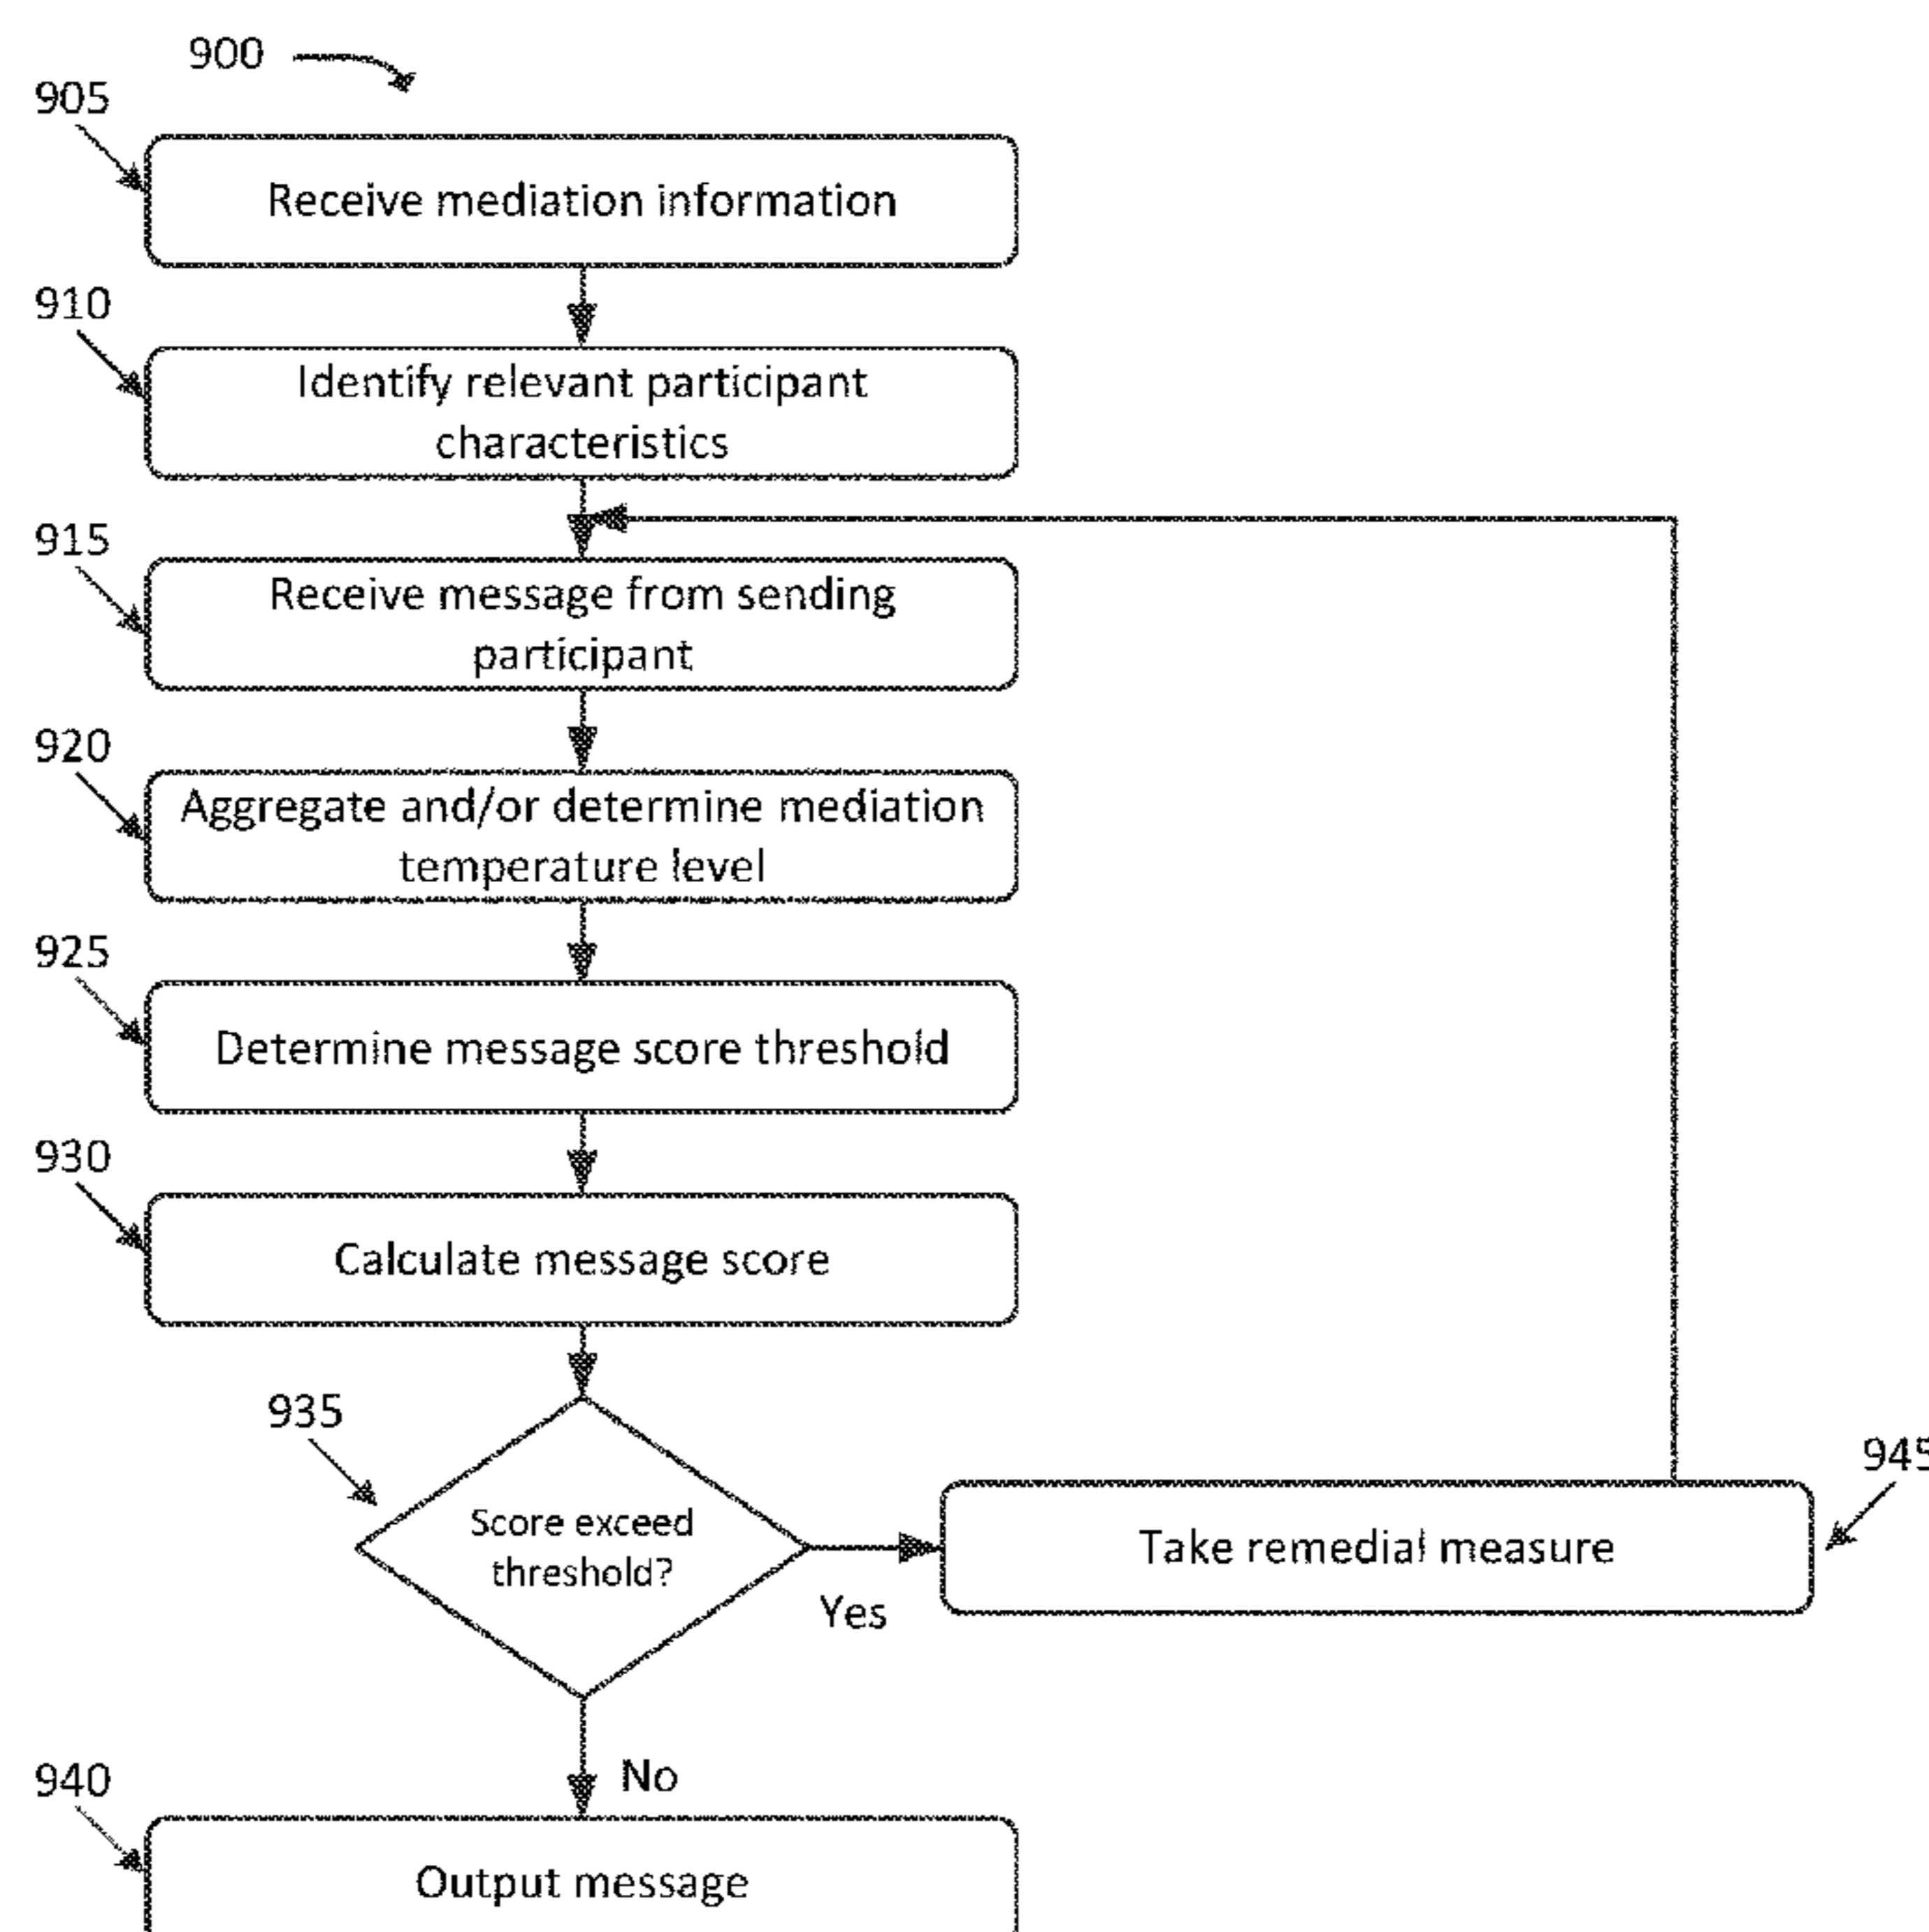 900
905
Receive mediation information
910
Identify relevant participant
characteristics
915
Receive message from sending
participant
920
Aggregate and/or determine mediation
temperature level
925
Determine message score threshold
930
Calculate message score
935
Score exceed
threshold?
Yes
945
Take remedial measure
No
940
Output message